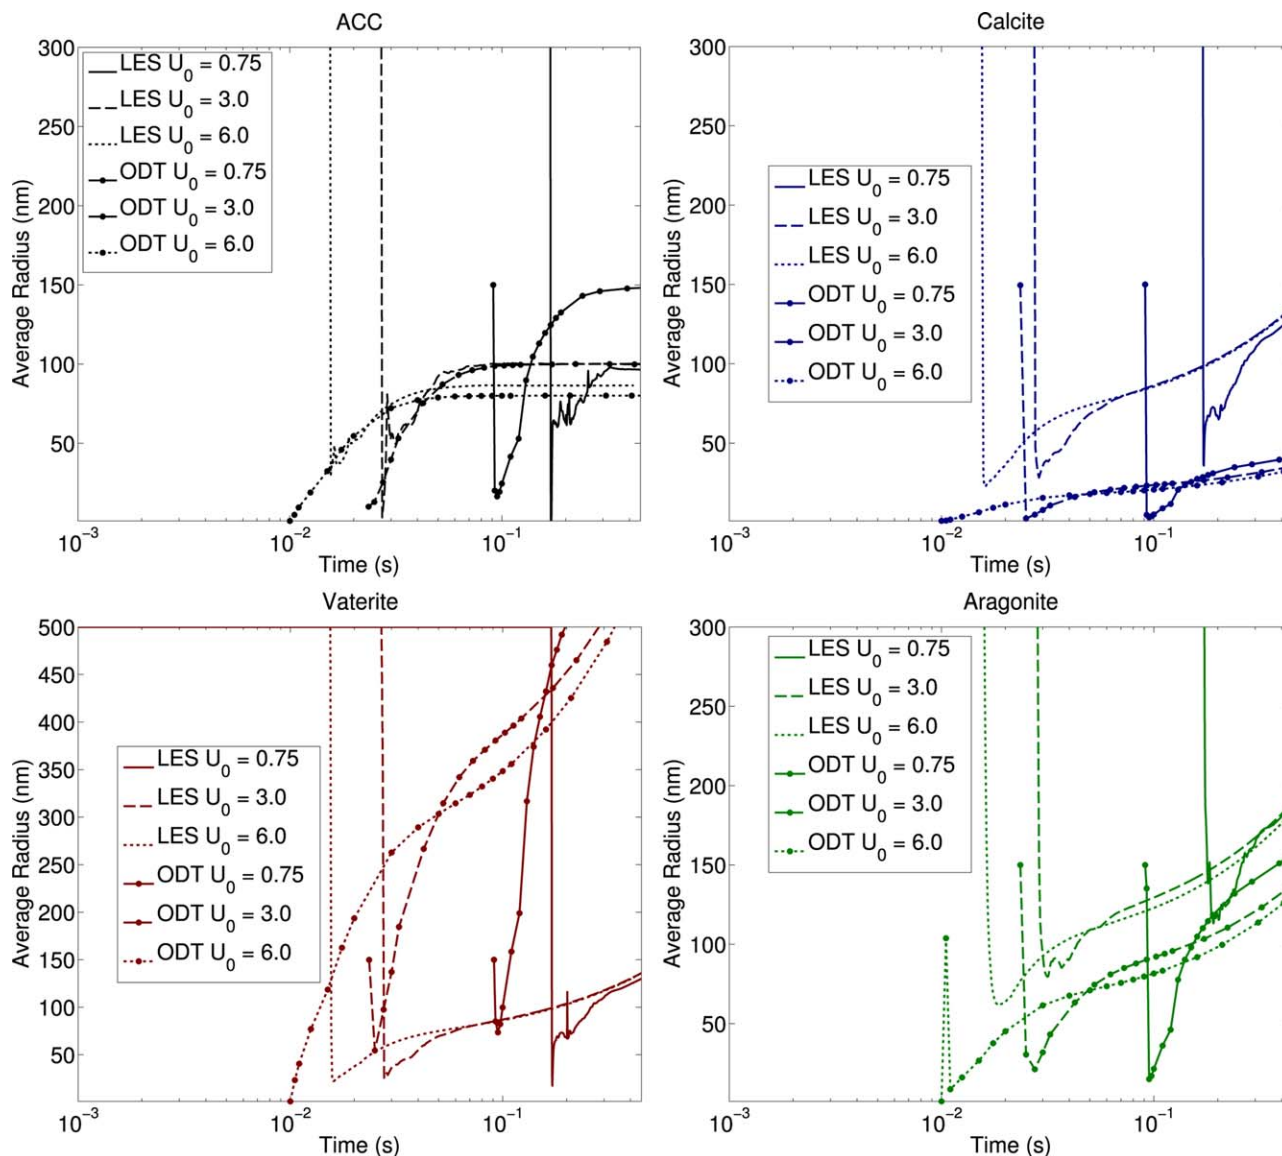 ACC
Average Radius (nm)
300
250
200
150
100
50
LES U0 = 0.75
LES U0 = 3.0
LES U0 = 6.0
ODT U0 = 0.75
ODT U0 = 3.0
ODT U0 = 6.0
10−3 10−2 10−1
Time (s)
Calcite
Average Radius (nm)
300
250
200
150
100
50
LES U0 = 0.75
LES U0 = 3.0
LES U0 = 6.0
ODT U0 = 0.75
ODT U0 = 3.0
ODT U0 = 6.0
10−3 10−2 10−1
Time (s)
Vaterite
Average Radius (nm)
500
450
400
350
300
250
200
150
100
50
LES U0 = 0.75
LES U0 = 3.0
LES U0 = 6.0
ODT U0 = 0.75
ODT U0 = 3.0
ODT U0 = 6.0
10−3 10−2 10−1
Time (s)
Aragonite
Average Radius (nm)
300
250
200
150
100
50
LES U0 = 0.75
LES U0 = 3.0
LES U0 = 6.0
ODT U0 = 0.75
ODT U0 = 3.0
ODT U0 = 6.0
10−3 10−2 10−1
Time (s)